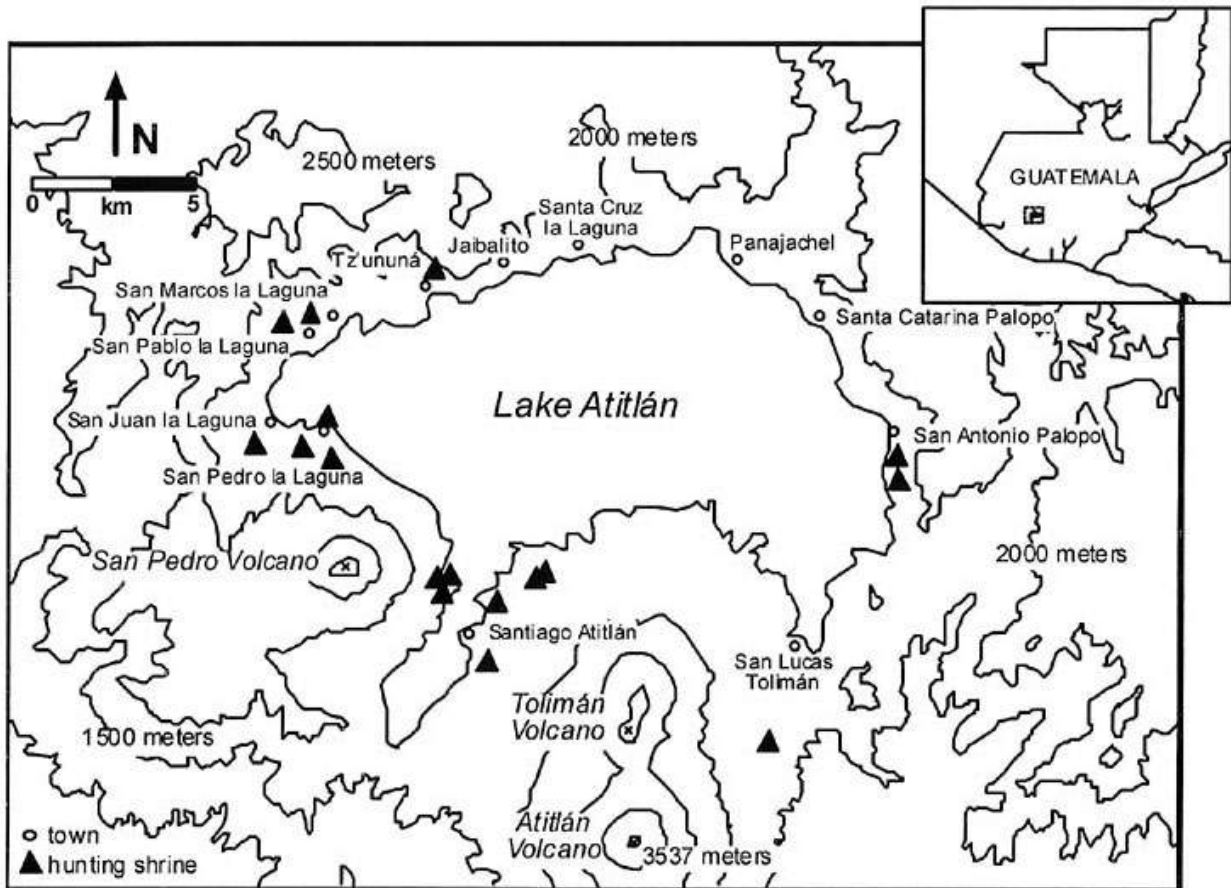 N
0 km 5
2500 meters
2000 meters
GUATEMALA
Santa Cruz
la Laguna
Jaibalito
Panajachel
Tz'ununá
San Marcos la Laguna
Santa Catarina Palopo
San Pablo la Laguna
Lake Atitlán
San Juan la Laguna
San Antonio Palopo
San Pedro la Laguna
San Pedro Volcano
2000 meters
Santiago Atitlán
San Lucas
Tolimán
Tolimán
Volcano
1500 meters
Atitlán
Volcano
3537 meters
town
hunting shrine